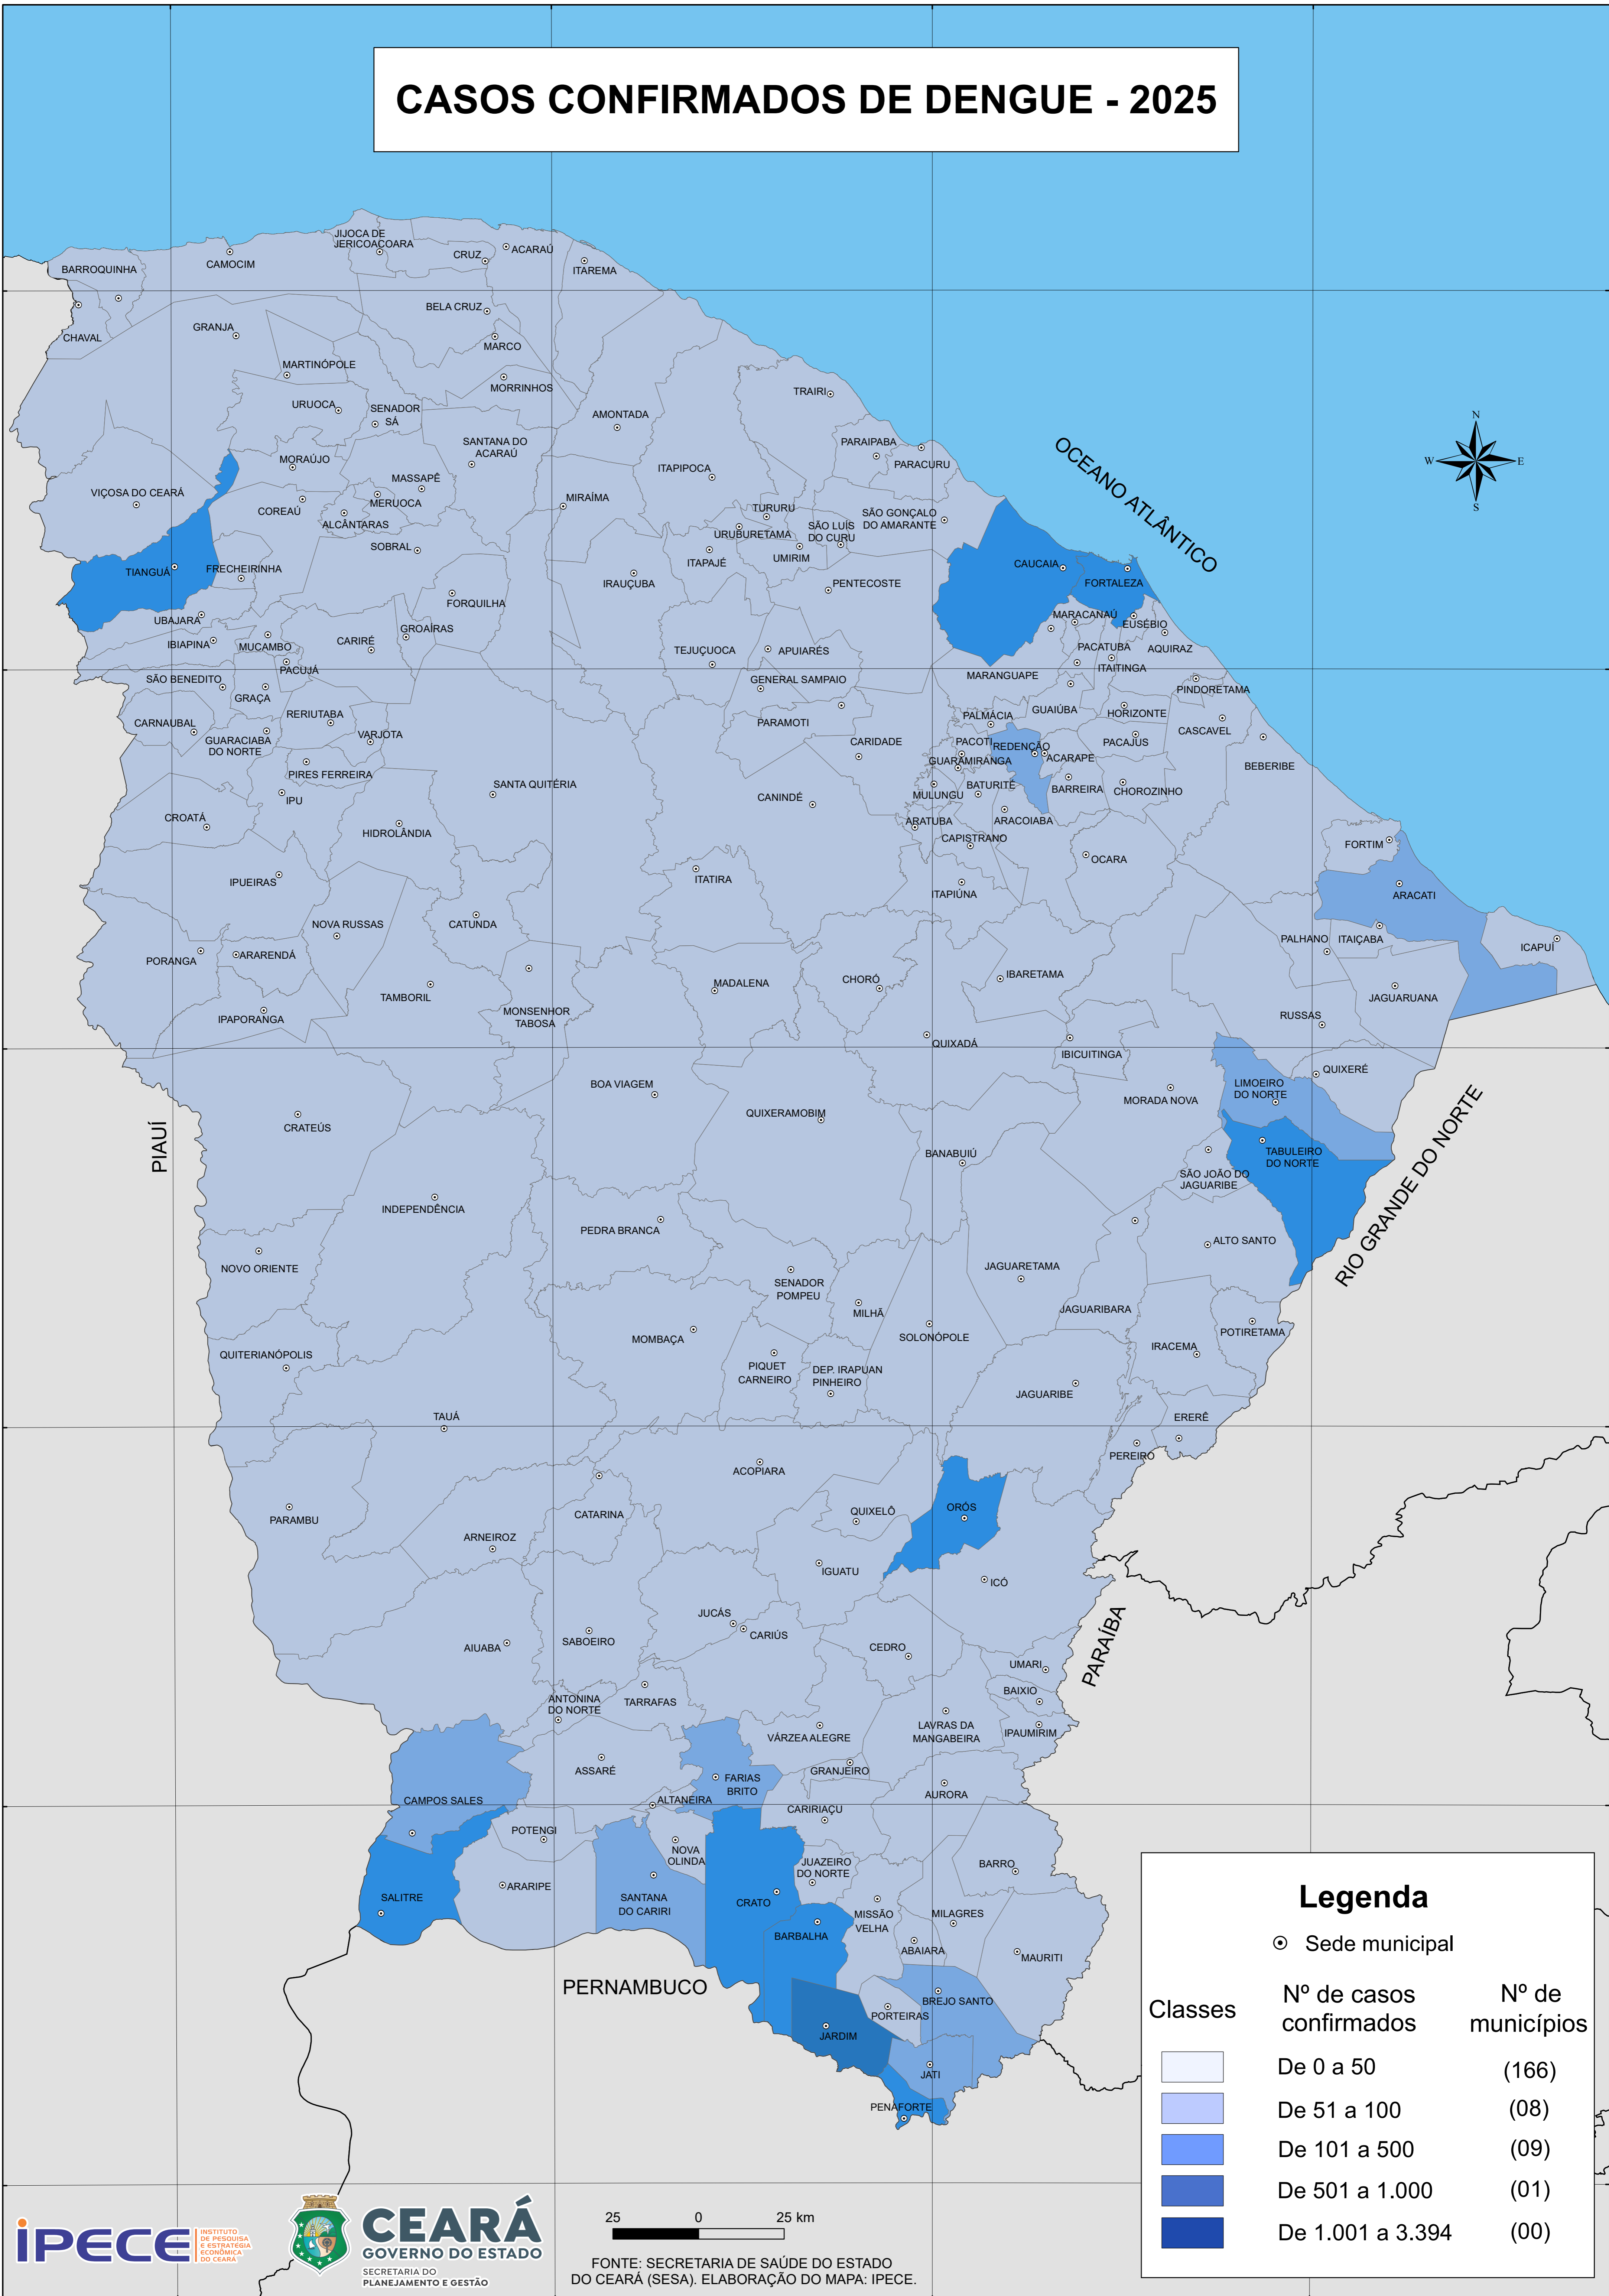 CASOS CONFIRMADOS DE DENGUE - 2025
JIJOCA DE
JERICOACOARA
CRUZ
ACARAÚ
ITAREMA
BARROQUINHA
CAMOCIM
CHAVAL
GRANJA
BELA CRUZ
MARCO
MARTINÓPOLE
MORRINHOS
URUOCA
SENADOR
SÁ
AMONTADA
TRAIRI
SANTANA DO
ACARAÚ
PARAIPABA
PARACURU
OCEANO ATLÂNTICO
N
W
E
S
MORAÚJO
MASSAPÊ
ITAPIPOCA
VIÇOSA DO CEARÁ
COREAÚ
MERUOCA
ALCÂNTARAS
MIRAÍMA
TURURU
URUBURETAMA
SÃO LUÍS
DO CURU
SÃO GONÇALO
DO AMARANTE
SOBRAL
UMIRIM
ITAPAJÉ
TIANGUÁ
FRECHEIRINHA
IRAUÇUBA
PENTECOSTE
CAUCAIA
FORTALEZA
FORQUILHA
UBAJARA
GROAÍRAS
MARACANAÚ
EUSÉBIO
IBIAPINA
MUCAMBO
CARIRÉ
TEJUÇUOCA
APUIARÉS
PACATUBA
AQUIRAZ
PACUJÁ
ITAITINGA
SÃO BENEDITO
GENERAL SAMPAIO
MARANGUAPE
PINDORETAMA
GRAÇA
CARNAUBAL
RERIUTABA
PARAMOTI
PALMÁCIA
GUAIÚBA
HORIZONTE
GUARACIABA
DO NORTE
VARJOTA
CARIDADE
PACOTI
REDENÇÃO
PACAJUS
CASCAVEL
GUARAMIRANGA
ACARAPE
PIRES FERREIRA
BEBERIBE
IPU
SANTA QUITÉRIA
CANINDÉ
MULUNGU
BATURITÉ
BARREIRA
CHOROZINHO
CROATÁ
HIDROLÂNDIA
ARATUBA
ARACOIABA
CAPISTRANO
FORTIM
OCARA
IPUEIRAS
ITATIRA
ITAPIÚNA
ARACATI
NOVA RUSSAS
CATUNDA
PALHANO
ITAIÇABA
ICAPUÍ
PORANGA
ARARENDÁ
TAMBORIL
MADALENA
CHORÓ
IBARETAMA
JAGUARUANA
IPAPORANGA
MONSENHOR
TABOSA
RUSSAS
QUIXADÁ
IBICUITINGA
QUIXERÉ
BOA VIAGEM
LIMOEIRO
DO NORTE
MORADA NOVA
QUIXERAMOBIM
CRATEÚS
PIAUÍ
BANABUIÚ
TABULEIRO
DO NORTE
SÃO JOÃO DO
JAGUARIBE
RIO GRANDE DO NORTE
INDEPENDÊNCIA
PEDRA BRANCA
ALTO SANTO
NOVO ORIENTE
JAGUARETAMA
SENADOR
POMPEU
MILHÃ
JAGUARIBARA
SOLONÓPOLE
MOMBAÇA
POTIRETAMA
IRACEMA
QUITERIANÓPOLIS
PIQUET
CARNEIRO
DEP. IRAPUAN
PINHEIRO
JAGUARIBE
TAUÁ
ERERÊ
PEREIRO
ACOPIARA
PARAMBU
CATARINA
QUIXELÔ
ORÓS
ARNEIROZ
IGUATU
ICÓ
JUCÁS
CARIÚS
AIUABA
SABOEIRO
CEDRO
UMARI
PARAÍBA
BAIXIO
ANTONINA
DO NORTE
TARRAFAS
LAVRAS DA
MANGABEIRA
IPAUMIRIM
VÁRZEA ALEGRE
ASSARÉ
FARIAS
BRITO
GRANJEIRO
AURORA
CAMPOS SALES
ALTANEIRA
CARIRIAÇU
POTENGI
NOVA
OLINDA
JUAZEIRO
DO NORTE
BARRO
SALITRE
ARARIPE
SANTANA
DO CARIRI
CRATO
MISSÃO
VELHA
MILAGRES
BARBALHA
ABAIARA
MAURITI
PERNAMBUCO
BREJO SANTO
PORTEIRAS
JARDIM
JATI
PENAFORTE
Legenda
Sede municipal
Classes
Nº de casos
confirmados
Nº de
municípios
De 0 a 50 (166)
De 51 a 100 (08)
De 101 a 500 (09)
De 501 a 1.000 (01)
De 1.001 a 3.394 (00)
IPECE
INSTITUTO
DE PESQUISA
E ESTRATÉGIA
ECONÔMICA
DO CEARÁ
CEARÁ
GOVERNO DO ESTADO
SECRETARIA DO
PLANEJAMENTO E GESTÃO
25 0 25 km
FONTE: SECRETARIA DE SAÚDE DO ESTADO
DO CEARÁ (SESA). ELABORAÇÃO DO MAPA: IPECE.